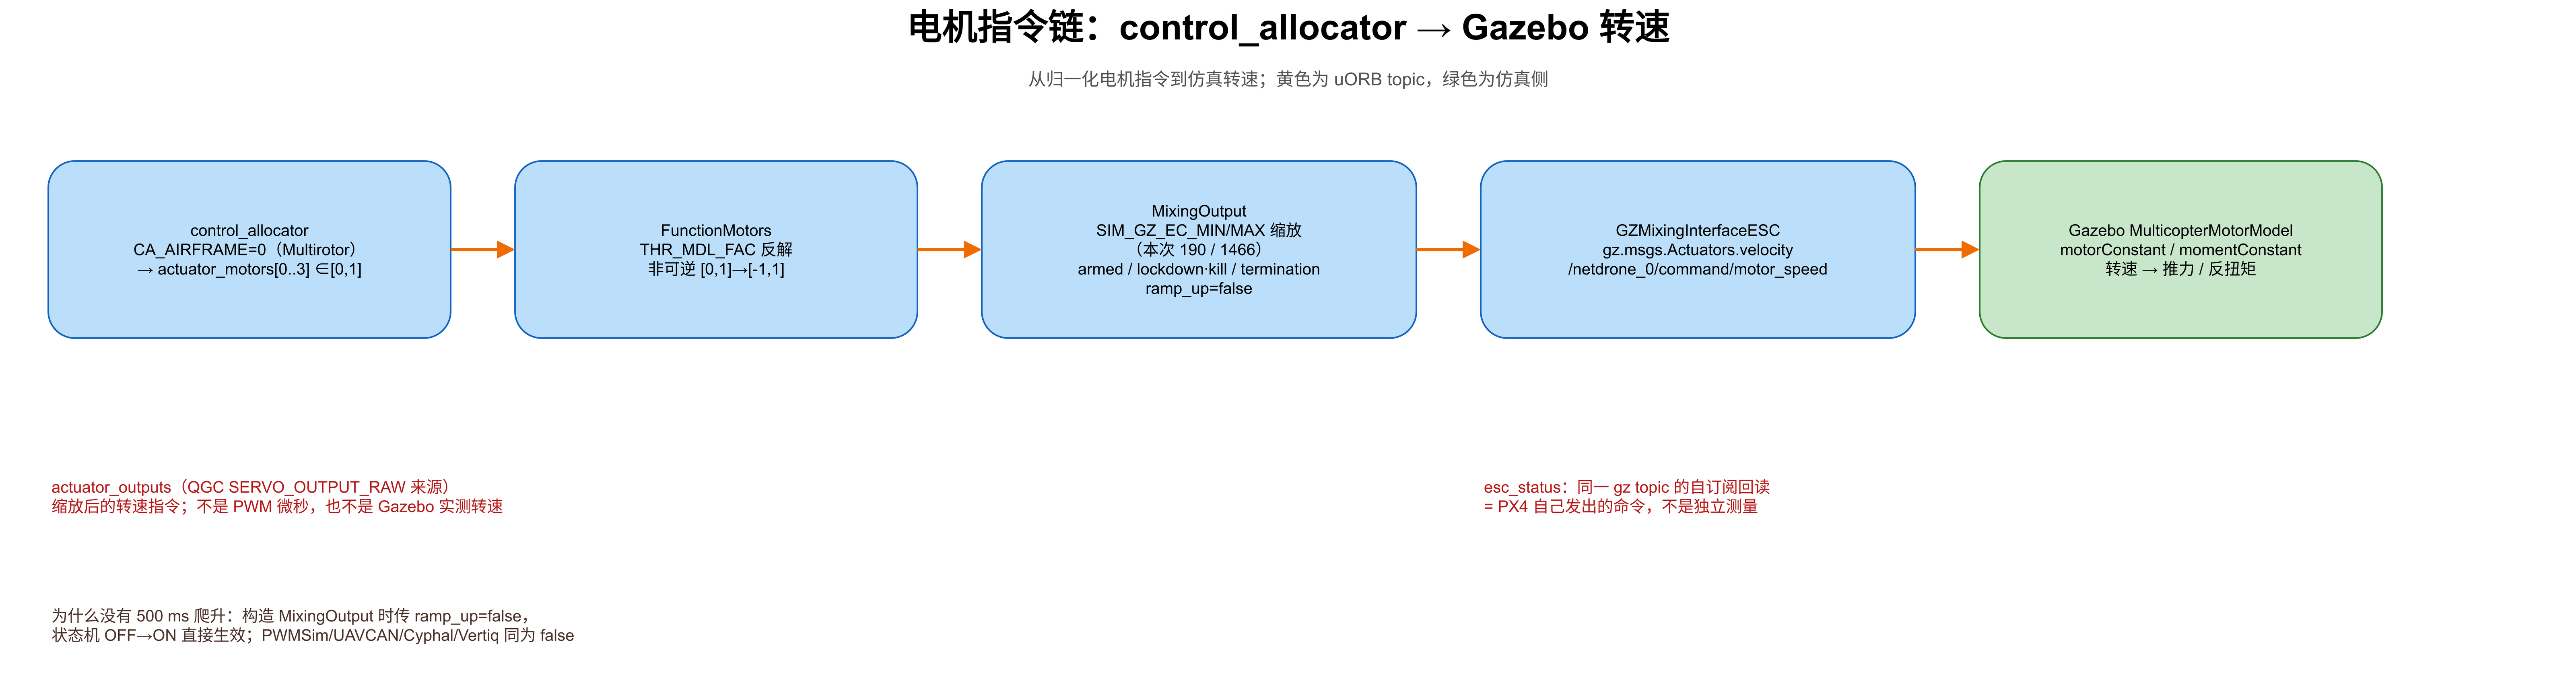 电机指令链：control_allocator → Gazebo 转速
从归一化电机指令到仿真转速；黄色为 uORB topic，绿色为仿真侧
control_allocator
CA_AIRFRAME=0（Multirotor）
→ actuator_motors[0..3] ∈[0,1]
FunctionMotors
THR_MDL_FAC 反解
非可逆 [0,1]→[-1,1]
MixingOutput
SIM_GZ_EC_MIN/MAX 缩放
（本次 190 / 1466）
armed / lockdown·kill / termination
ramp_up=false
GZMixingInterfaceESC
gz.msgs.Actuators.velocity
/netdrone_0/command/motor_speed
Gazebo MulticopterMotorModel
motorConstant / momentConstant
转速 → 推力 / 反扭矩
actuator_outputs（QGC SERVO_OUTPUT_RAW 来源）
缩放后的转速指令；不是 PWM 微秒，也不是 Gazebo 实测转速
esc_status：同一 gz topic 的自订阅回读
= PX4 自己发出的命令，不是独立测量
为什么没有 500 ms 爬升：构造 MixingOutput 时传 ramp_up=false，
状态机 OFF→ON 直接生效；PWMSim/UAVCAN/Cyphal/Vertiq 同为 false